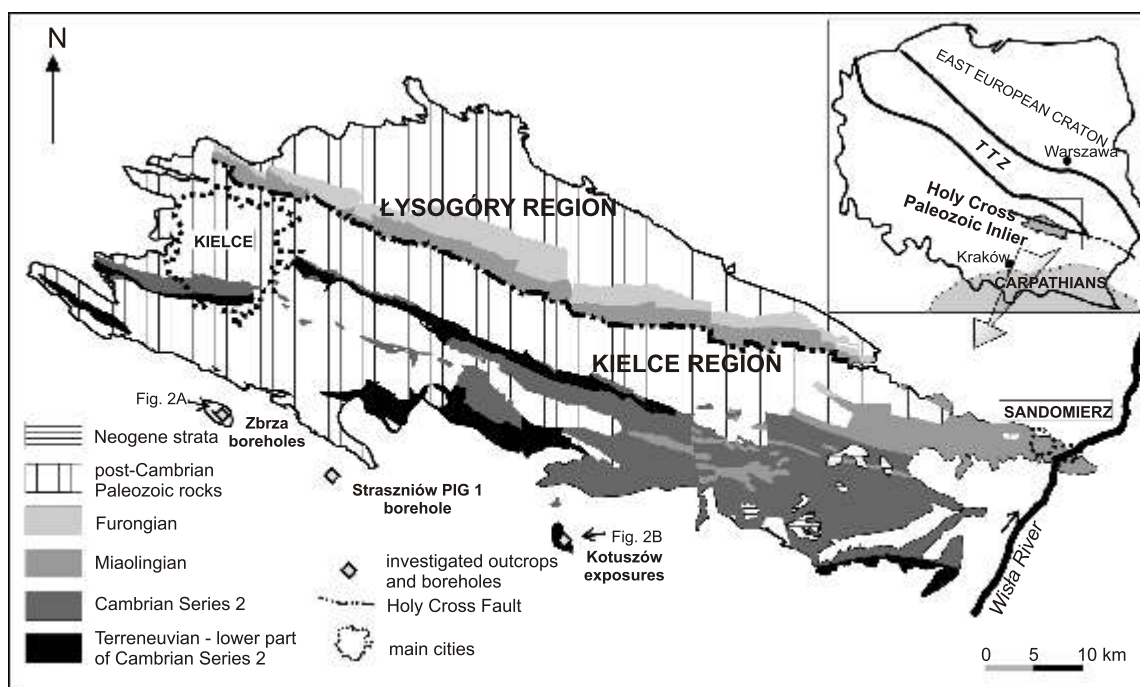 N
EAST EUROPEAN CRATON
TTZ
Warszawa
Holy Cross
Paleozoic Inlier
Kraków
CARPATHIANS
ŁYSOGÓRY REGION
KIELCE
KIELCE REGION
SANDOMIERZ
Fig. 2A
Zbrza
boreholes
Straszniów PIG 1
borehole
Fig. 2B
Kotuszów
exposures
Wisła River
Neogene strata
post-Cambrian
Paleozoic rocks
Furongian
Miaolingian
Cambrian Series 2
Terreneuvian - lower part
of Cambrian Series 2
investigated outcrops
and boreholes
Holy Cross Fault
main cities
0 5 10 km